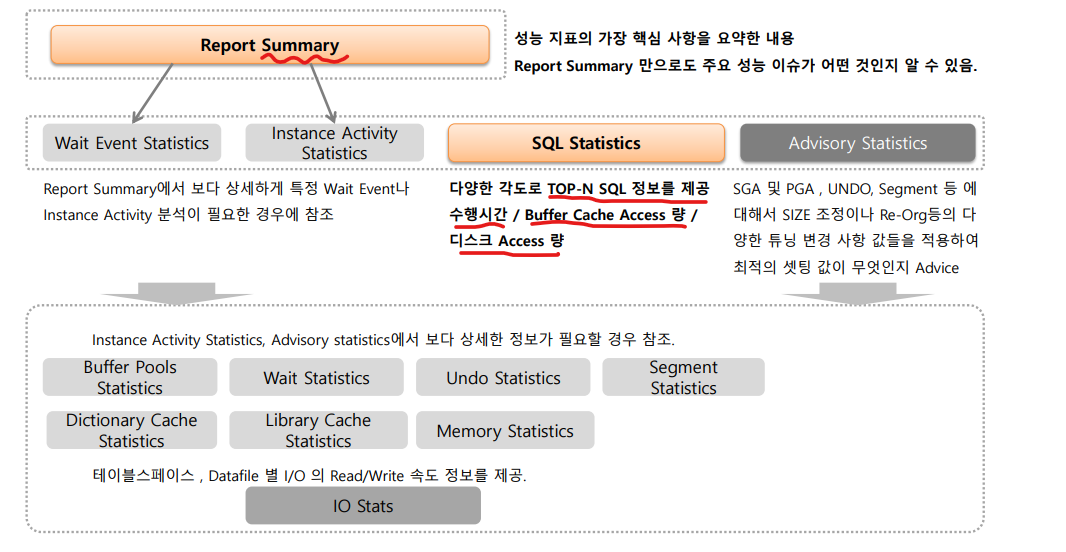 Report Summary
성능 지표의 가장 핵심 사항을 요약한 내용
Report Summary 만으로도 주요 성능 이슈가 어떤 것인지 알 수 있음.
Wait Event Statistics
Instance Activity
Statistics
SQL Statistics
Advisory Statistics
Report Summary에서 보다 상세하게 특정 Wait Event나
Instance Activity 분석이 필요한 경우에 참조
다양한 각도로 TOP-N SQL 정보를 제공
수행시간 / Buffer Cache Access 량 /
디스크 Access 량
SGA 및 PGA , UNDO, Segment 등 에
대해서 SIZE 조정이나 Re-Org등의 다
양한 튜닝 변경 사항 값들을 적용하여
최적의 셋팅 값이 무엇인지 Advice
Instance Activity Statistics, Advisory statistics에서 보다 상세한 정보가 필요할 경우 참조.
Buffer Pools
Statistics
Wait Statistics
Undo Statistics
Segment
Statistics
Dictionary Cache
Statistics
Library Cache
Statistics
Memory Statistics
테이블스페이스 , Datafile 별 I/O 의 Read/Write 속도 정보를 제공.
IO Stats